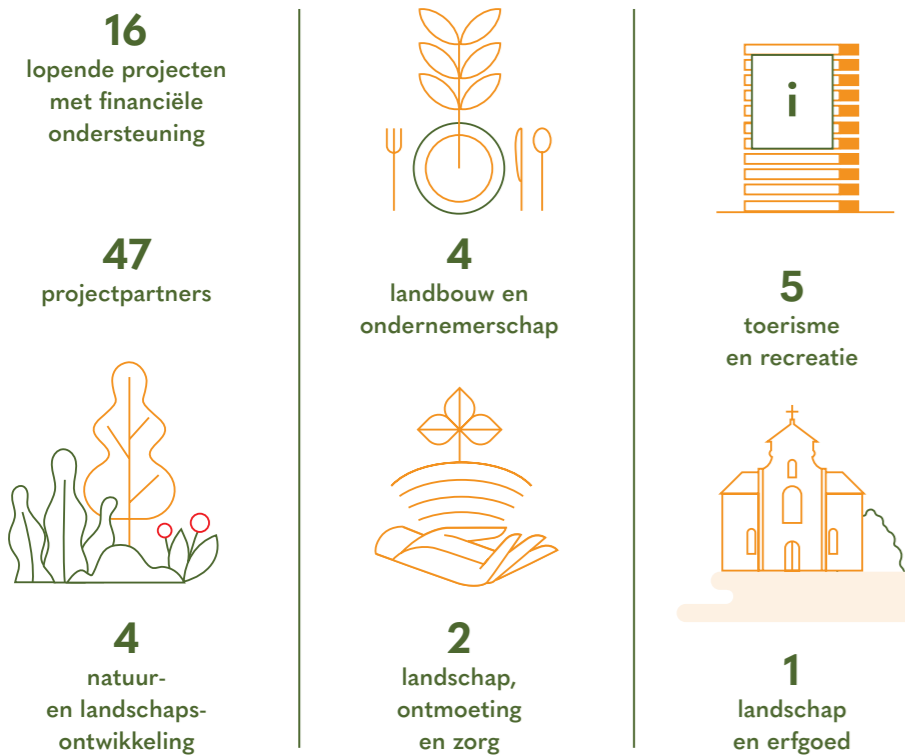 16
lopende projecten
met financiële
ondersteuning
47
projectpartners
4
natuur-
en landschaps-
ontwikkeling
4
landbouw en
ondernemerschap
2
landschap,
ontmoeting
en zorg
i
5
toerisme
en recreatie
1
landschap
en erfgoed